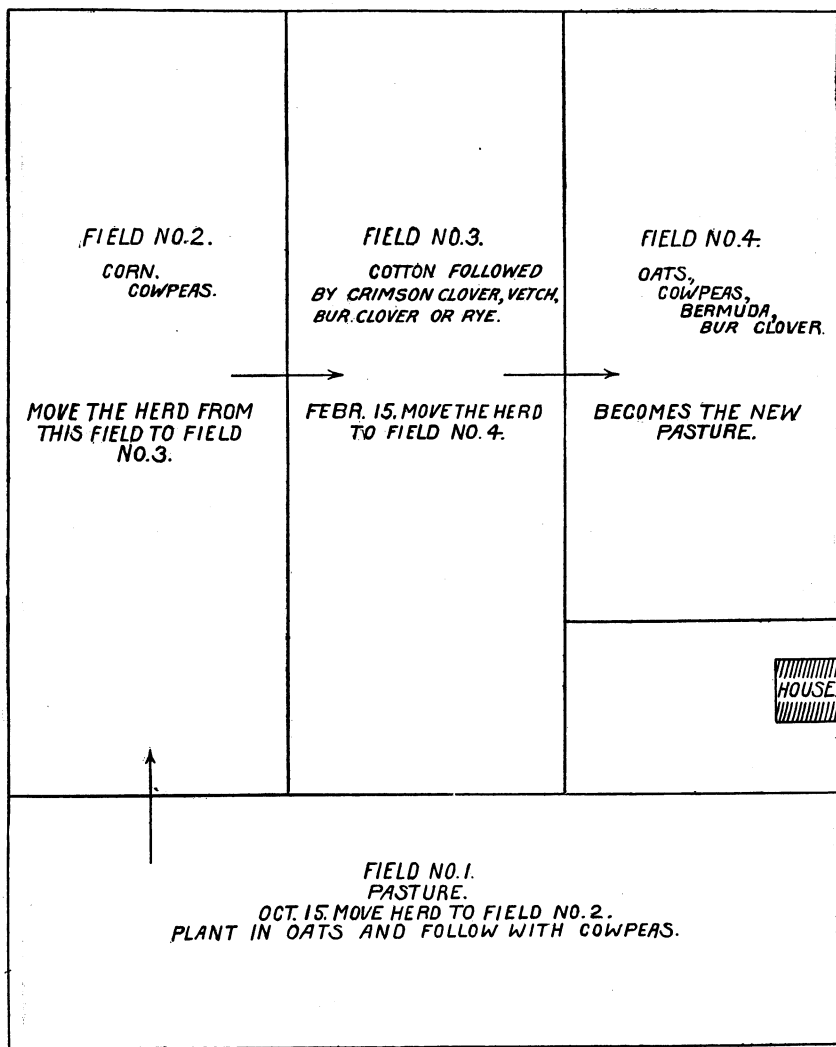 FIELD NO.2.
CORN.
COWPEAS.
MOVE THE HERD FROM
THIS FIELD TO FIELD
NO.3.
FIELD NO.3.
COTTON FOLLOWED
BY CRIMSON CLOVER, VETCH,
BUR CLOVER OR RYE.
FEBR. 15. MOVE THE HERD
TO FIELD NO.4.
FIELD NO.4.
OATS,
COWPEAS,
BERMUDA,
BUR CLOVER.
BECOMES THE NEW
PASTURE.
HOUSE
FIELD NO.1.
PASTURE.
OCT. 15. MOVE HERD TO FIELD NO.2.
PLANT IN OATS AND FOLLOW WITH COWPEAS.